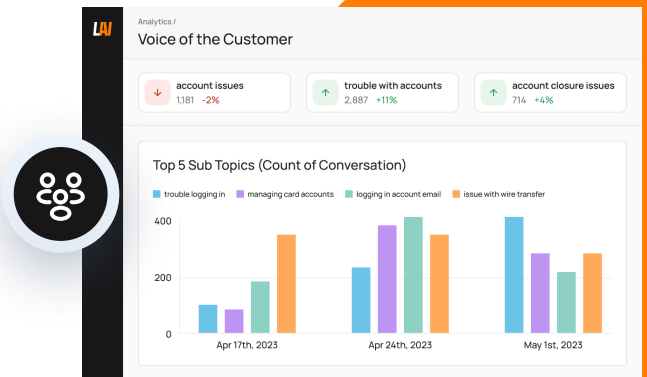 LAI
Analytics /
Voice of the Customer
account issues
1,181 -2%
trouble with accounts
2,887 +11%
account closure issues
714 +4%
Top 5 Sub Topics (Count of Conversation)
trouble logging in managing card accounts logging in account email issue with wire transfer
400
200
0
Apr 17th, 2023 Apr 24th, 2023 May 1st, 2023